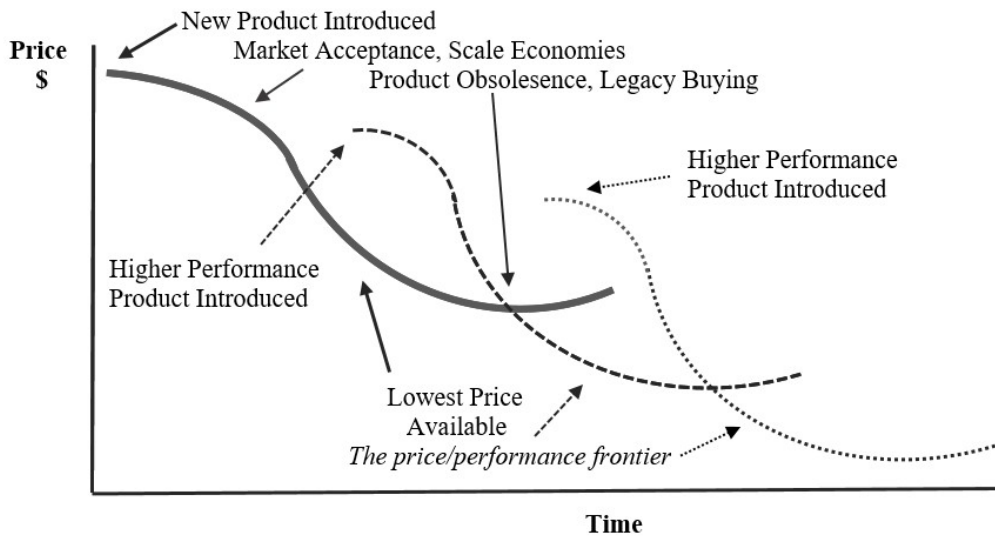 New Product Introduced
Price
$
Market Acceptance, Scale Economies
Product Obsolesence, Legacy Buying
Higher Performance
Product Introduced
Higher Performance
Product Introduced
Lowest Price
Available
The price/performance frontier
Time